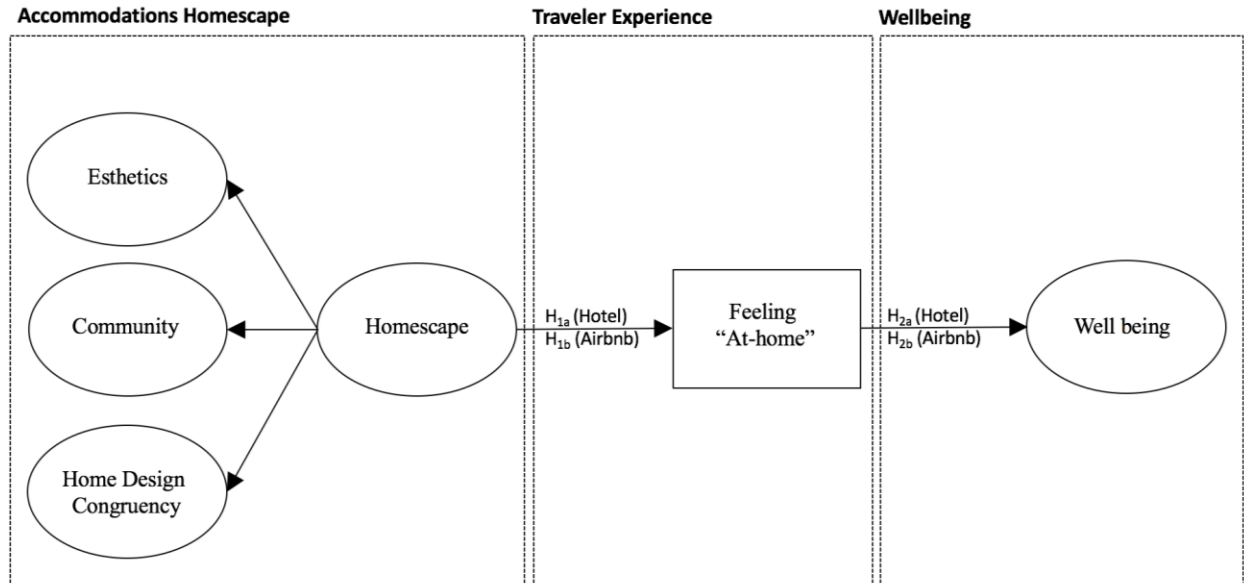 Accommodations Homescape
Traveler Experience
Wellbeing
Esthetics
Community
Home Design
Congruency
Homescape
H1a (Hotel)
H1b (Airbnb)
Feeling
“At-home”
H2a (Hotel)
H2b (Airbnb)
Well being